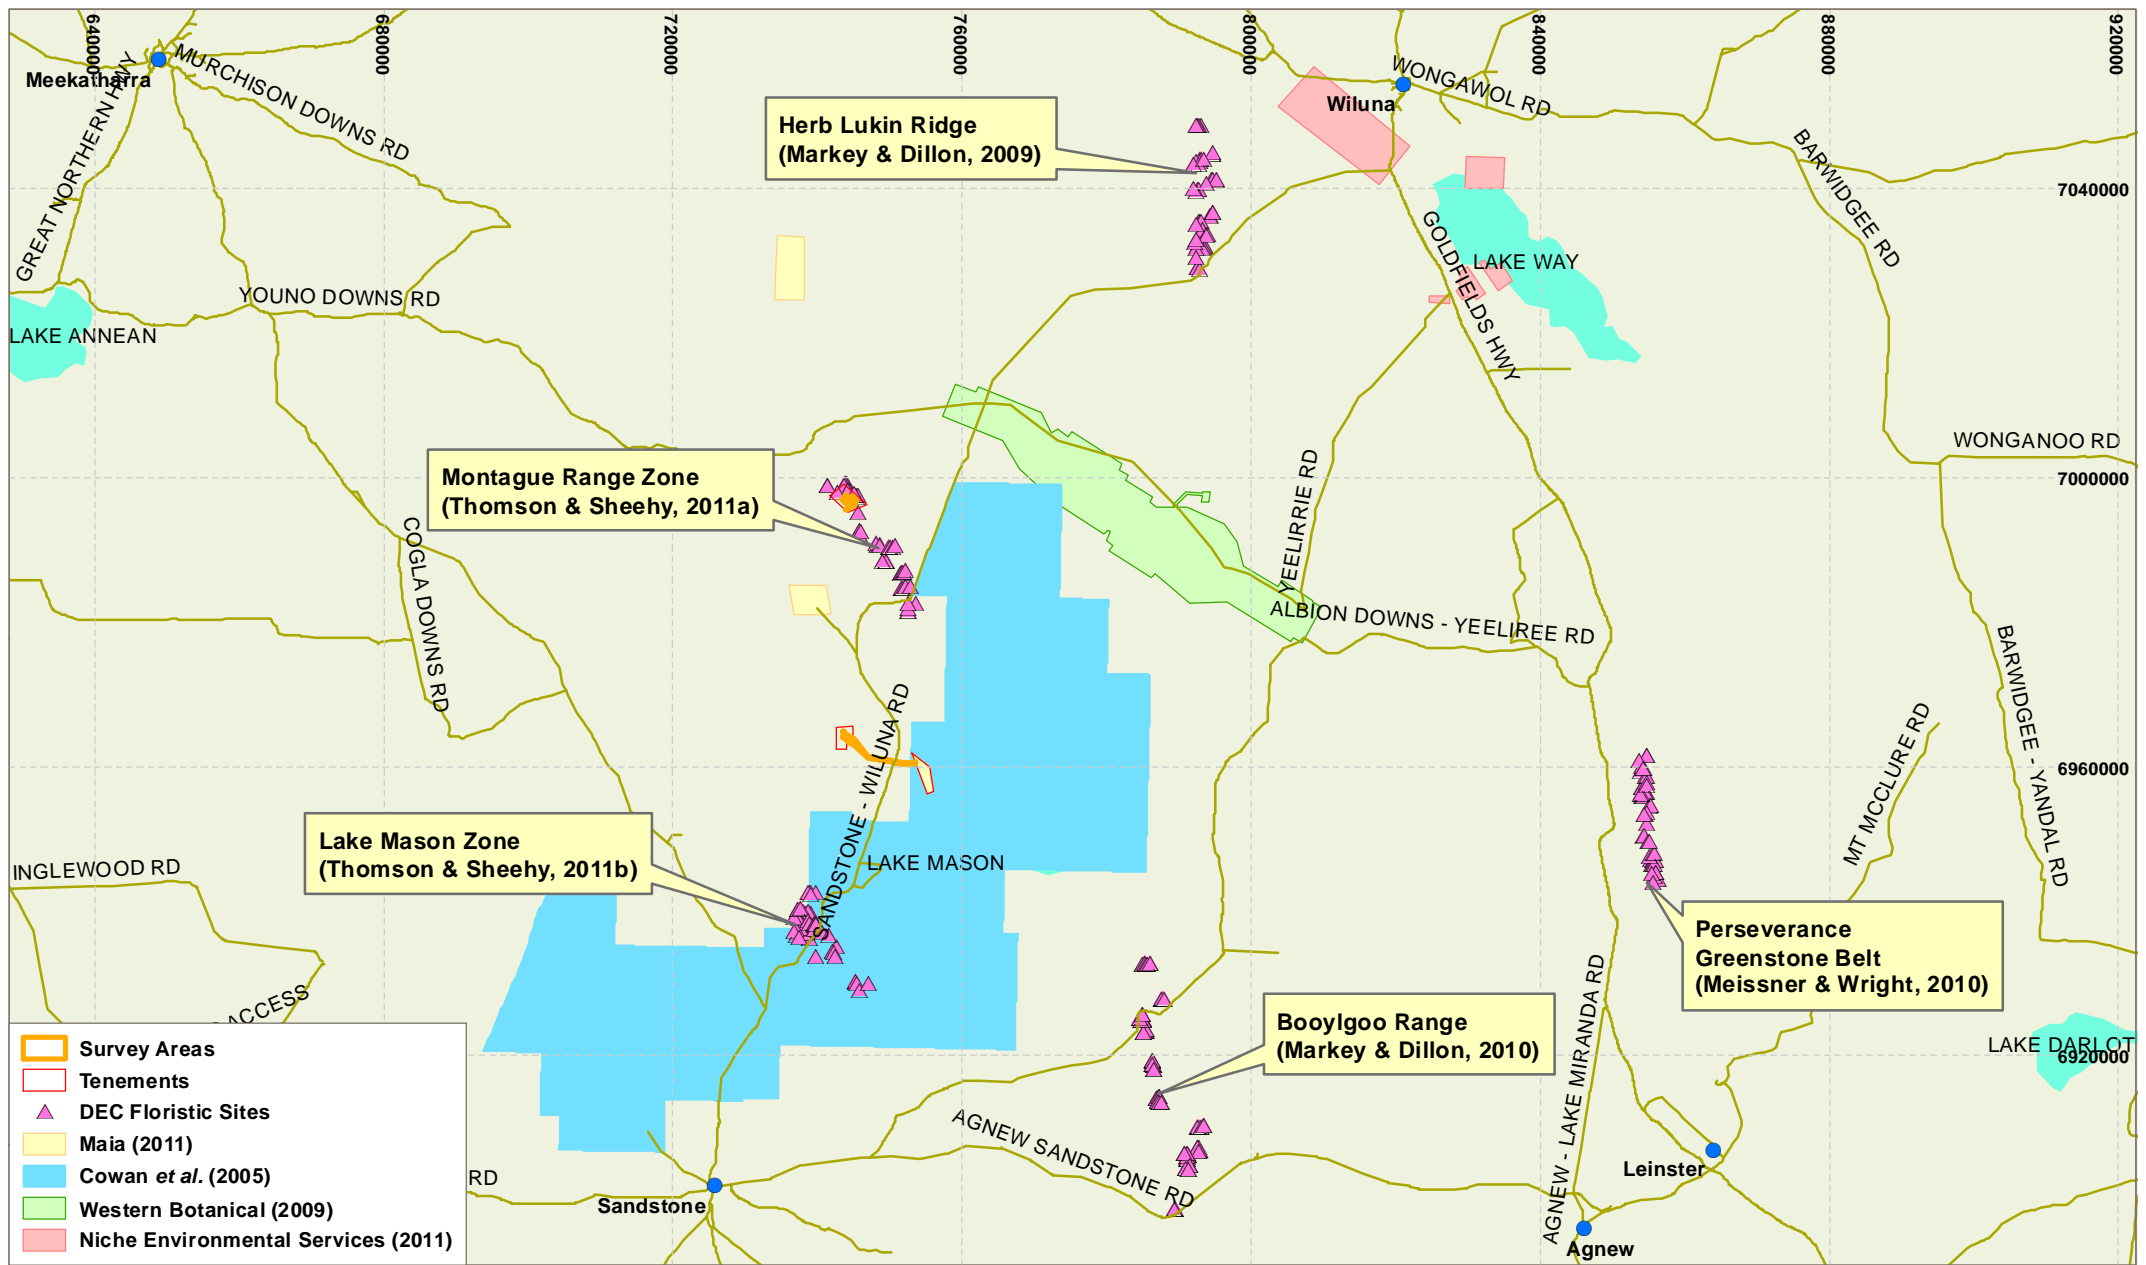 640000
680000
720000
760000
800000
840000
880000
920000
Meekatharra
MURCHISON DOWNS RD
GREAT NORTHERN HWY
WONGAWOL RD
Wiluna
Herb Lukin Ridge
(Markey & Dillon, 2009)
BARWIDGEE RD
7040000
GOLDFIELDS HWY
LAKE WAY
YOUNO DOWNS RD
LAKE ANNEAN
WONGANOO RD
7000000
Montague Range Zone
(Thomson & Sheehy, 2011a)
YEELIRRIE RD
COGLA DOWNS RD
ALBION DOWNS - YEELIREE RD
BARWIDGEE - YANDAL RD
SANDSTONE - WILUNA RD
MT MCCLURE RD
6960000
Lake Mason Zone
(Thomson & Sheehy, 2011b)
LAKE MASON
INGLEWOOD RD
Perseverance
Greenstone Belt
(Meissner & Wright, 2010)
ACCESS
AGNEW - LAKE MIRANDA RD
Booylgoo Range
(Markey & Dillon, 2010)
LAKE DARLOT
6920000
AGNEW SANDSTONE RD
Leinster
RD
Sandstone
Agnew
Survey Areas
Tenements
DEC Floristic Sites
Maia (2011)
Cowan et al. (2005)
Western Botanical (2009)
Niche Environmental Services (2011)